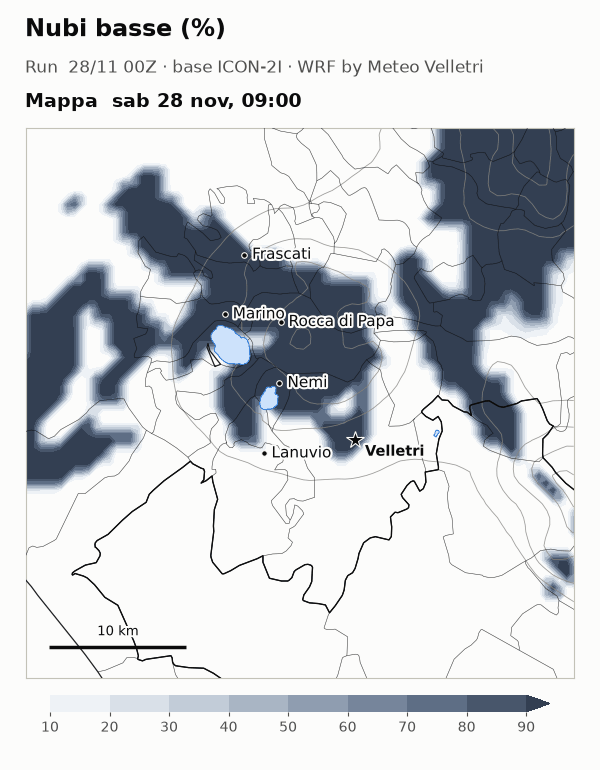 Nubi basse (%)
Run  28/11 00Z · base ICON-2I · WRF by Meteo Velletri
Mappa  sab 28 nov, 09:00
Frascati
Marino
Rocca di Papa
Nemi
Velletri
Lanuvio
10 km
10 20 30 40 50 60 70 80 90